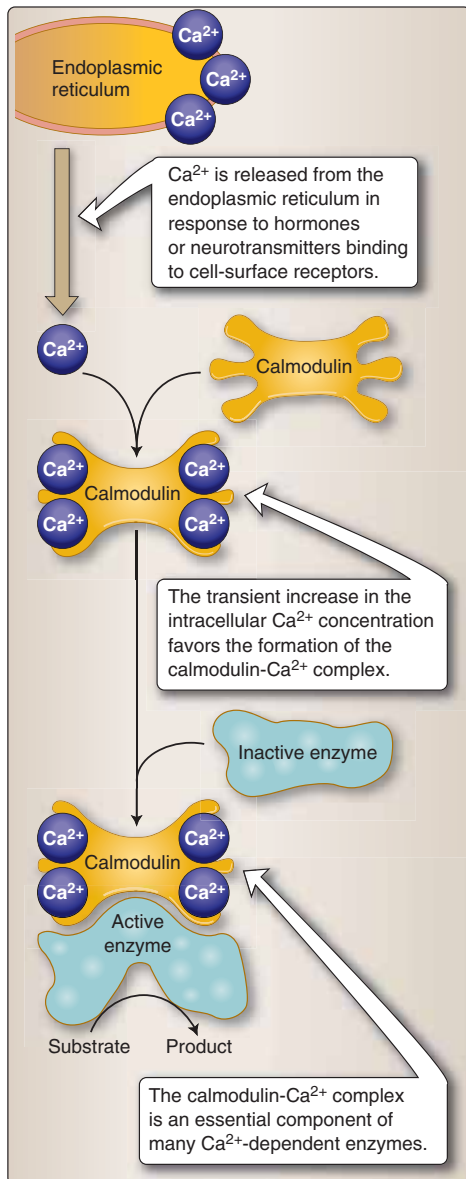 Ca²⁺
Endoplasmic
reticulum
Ca²⁺
Ca²⁺
Ca²⁺ is released from the
endoplasmic reticulum in
response to hormones
or neurotransmitters binding
to cell-surface receptors.
Ca²⁺
Calmodulin
Ca²⁺
Ca²⁺
Calmodulin
Ca²⁺
Ca²⁺
The transient increase in the
intracellular Ca²⁺ concentration
favors the formation of the
calmodulin-Ca²⁺ complex.
Inactive enzyme
Ca²⁺
Ca²⁺
Calmodulin
Ca²⁺
Ca²⁺
Active
enzyme
Substrate
Product
The calmodulin-Ca²⁺ complex
is an essential component of
many Ca²⁺-dependent enzymes.